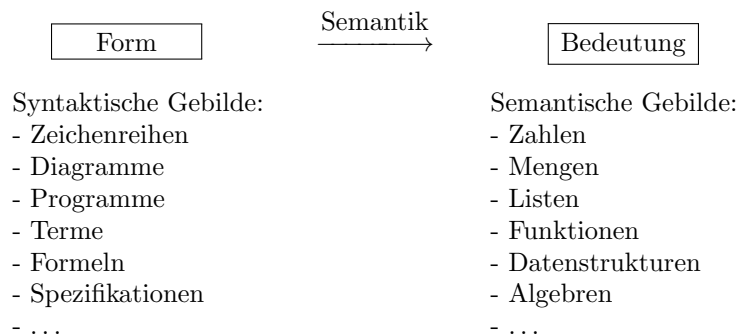 Form
Semantik
Bedeutung
Syntaktische Gebilde:
- Zeichenreihen
- Diagramme
- Programme
- Terme
- Formeln
- Spezifikationen
- . . .
Semantische Gebilde:
- Zahlen
- Mengen
- Listen
- Funktionen
- Datenstrukturen
- Algebren
- . . .